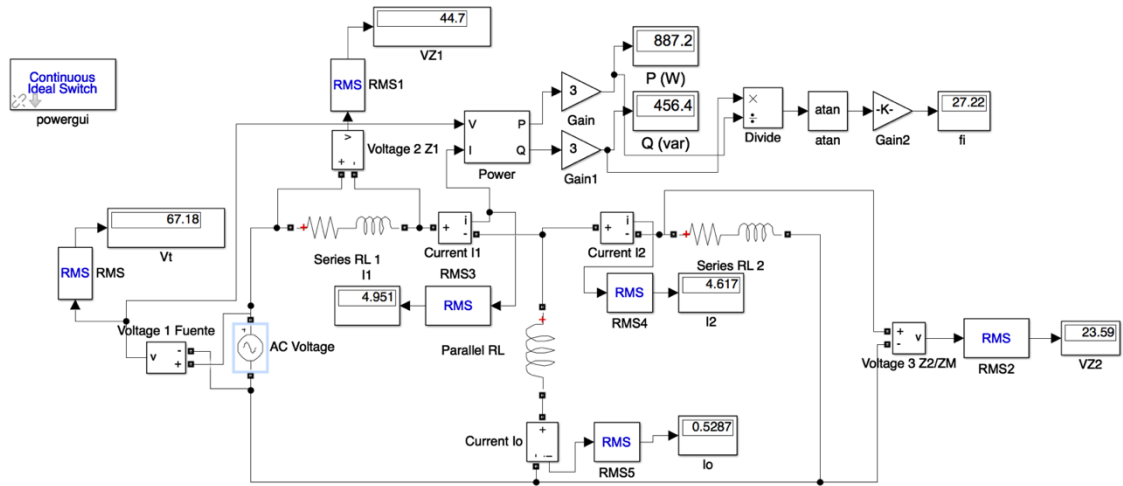 44.7
VZ1
Continuous
Ideal Switch
powergui
RMS
RMS1
v
+ -
Voltage 2 Z1
V
I
P
Q
Power
3
Gain
3
Gain1
887.2
P (W)
456.4
Q (var)
×
÷
Divide
atan
atan
-K-
Gain2
27.22
fi
67.18
Vt
RMS
RMS
+
Series RL 1
+
i
-
Current I1
I1
4.951
RMS3
RMS
+
i
-
Current I2
+
Series RL 2
RMS
RMS4
4.617
I2
Voltage 1 Fuente
v
-
+
+
AC Voltage
+
Parallel RL
+
-
v
Voltage 3 Z2/ZM
RMS
RMS2
23.59
VZ2
Current Io
+
- i
RMS
RMS5
0.5287
Io